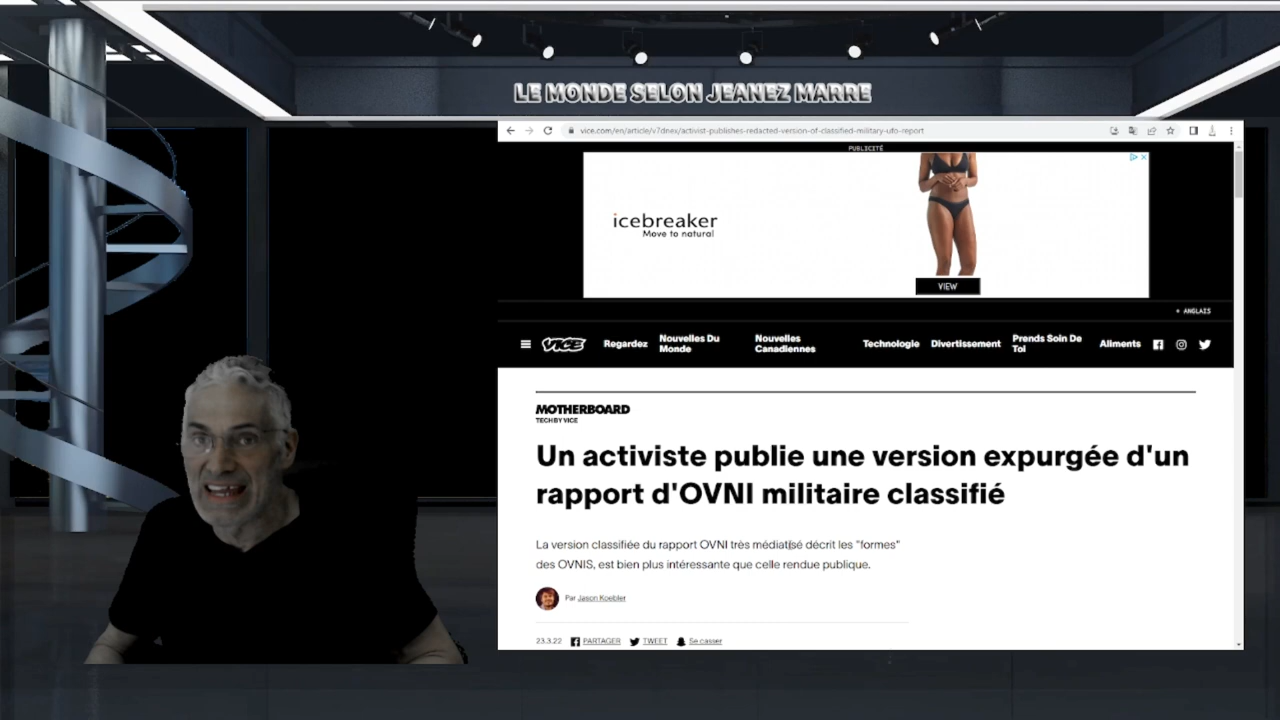 LE MONDE SELON JEANEZ MARRE
vice.com/en/article/v7dnex/activist-publishes-redacted-version-of-classified-military-ufo-report
PUBLICITÉ
icebreaker
Move to natural
VIEW
+ ANGLAIS
VICE
Regardez
Nouvelles Du Monde
Nouvelles Canadiennes
Technologie
Divertissement
Prends Soin De Toi
Aliments
MOTHERBOARD
TECH BY VICE
Un activiste publie une version expurgée d'un
rapport d'OVNI militaire classifié
La version classifiée du rapport OVNI très médiatisé décrit les "formes"
des OVNIS, est bien plus intéressante que celle rendue publique.
Par Jason Koebler
23.3.22 PARTAGER TWEET Se casser